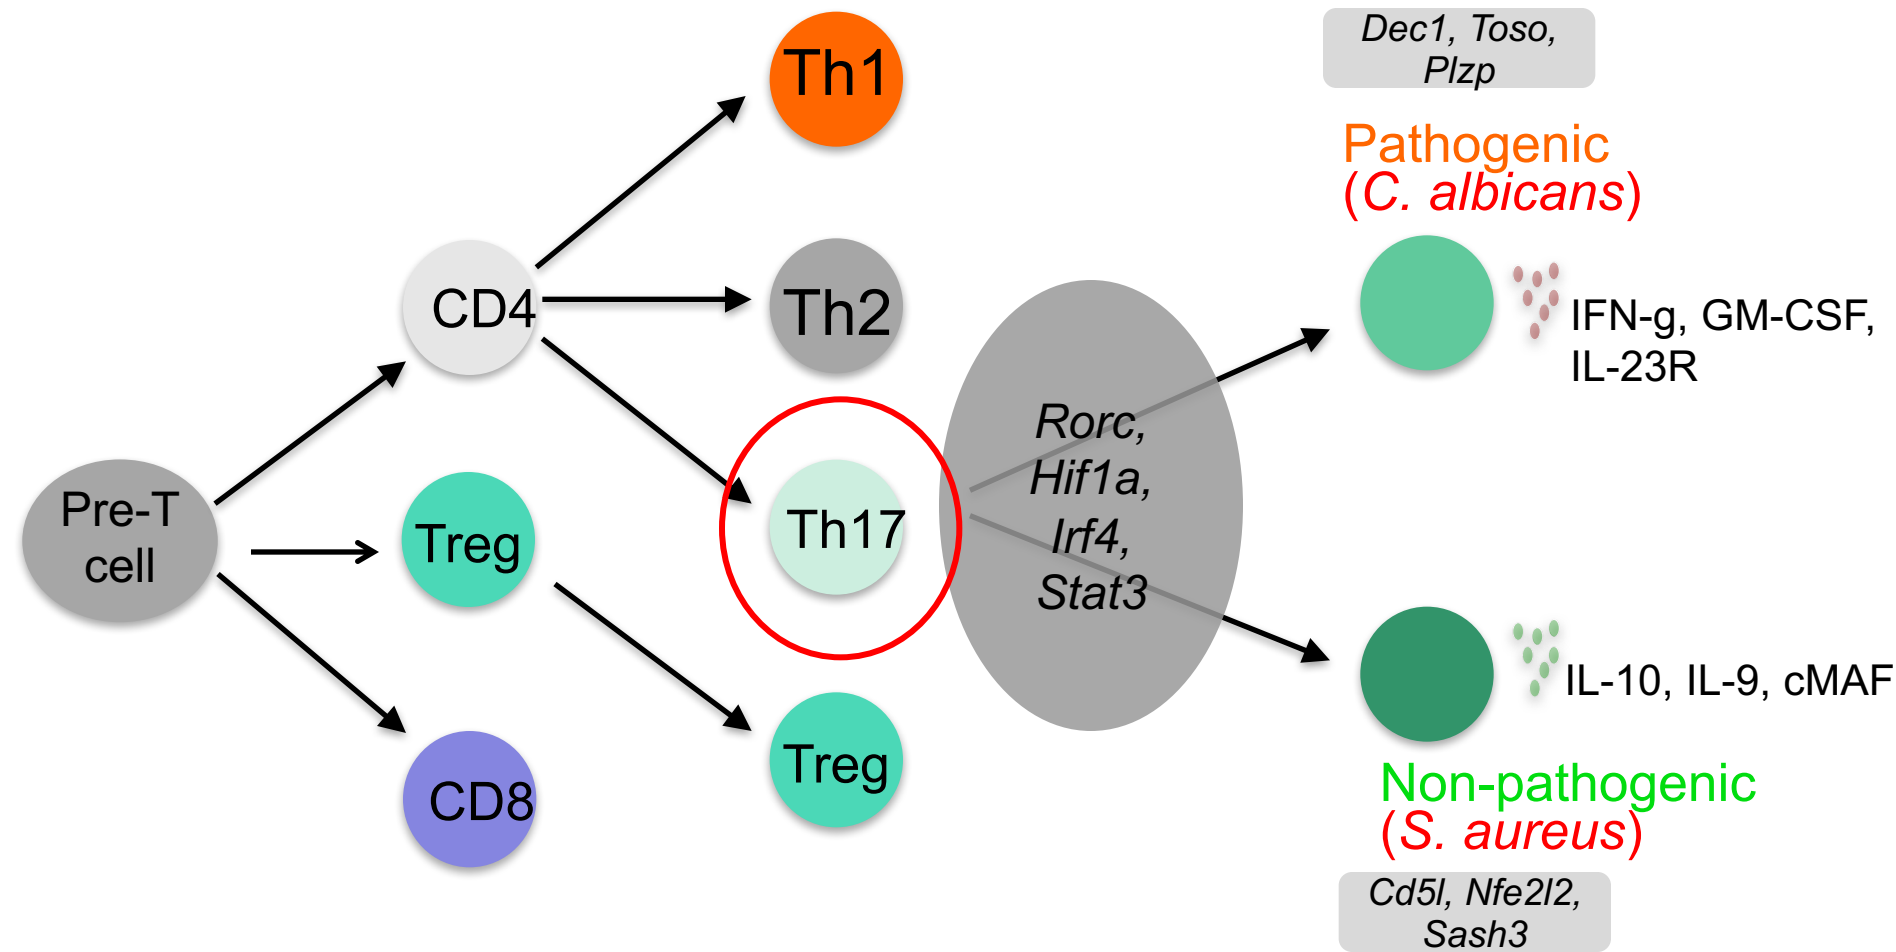 Pre-T
cell
CD4
Treg
CD8
Th1
Th2
Th17
Treg
Rorc,
Hif1a,
Irf4,
Stat3
Dec1, Toso,
Plzp
Pathogenic
(C. albicans)
IFN-g, GM-CSF,
IL-23R
IL-10, IL-9, cMAF
Non-pathogenic
(S. aureus)
Cd5l, Nfe2l2,
Sash3